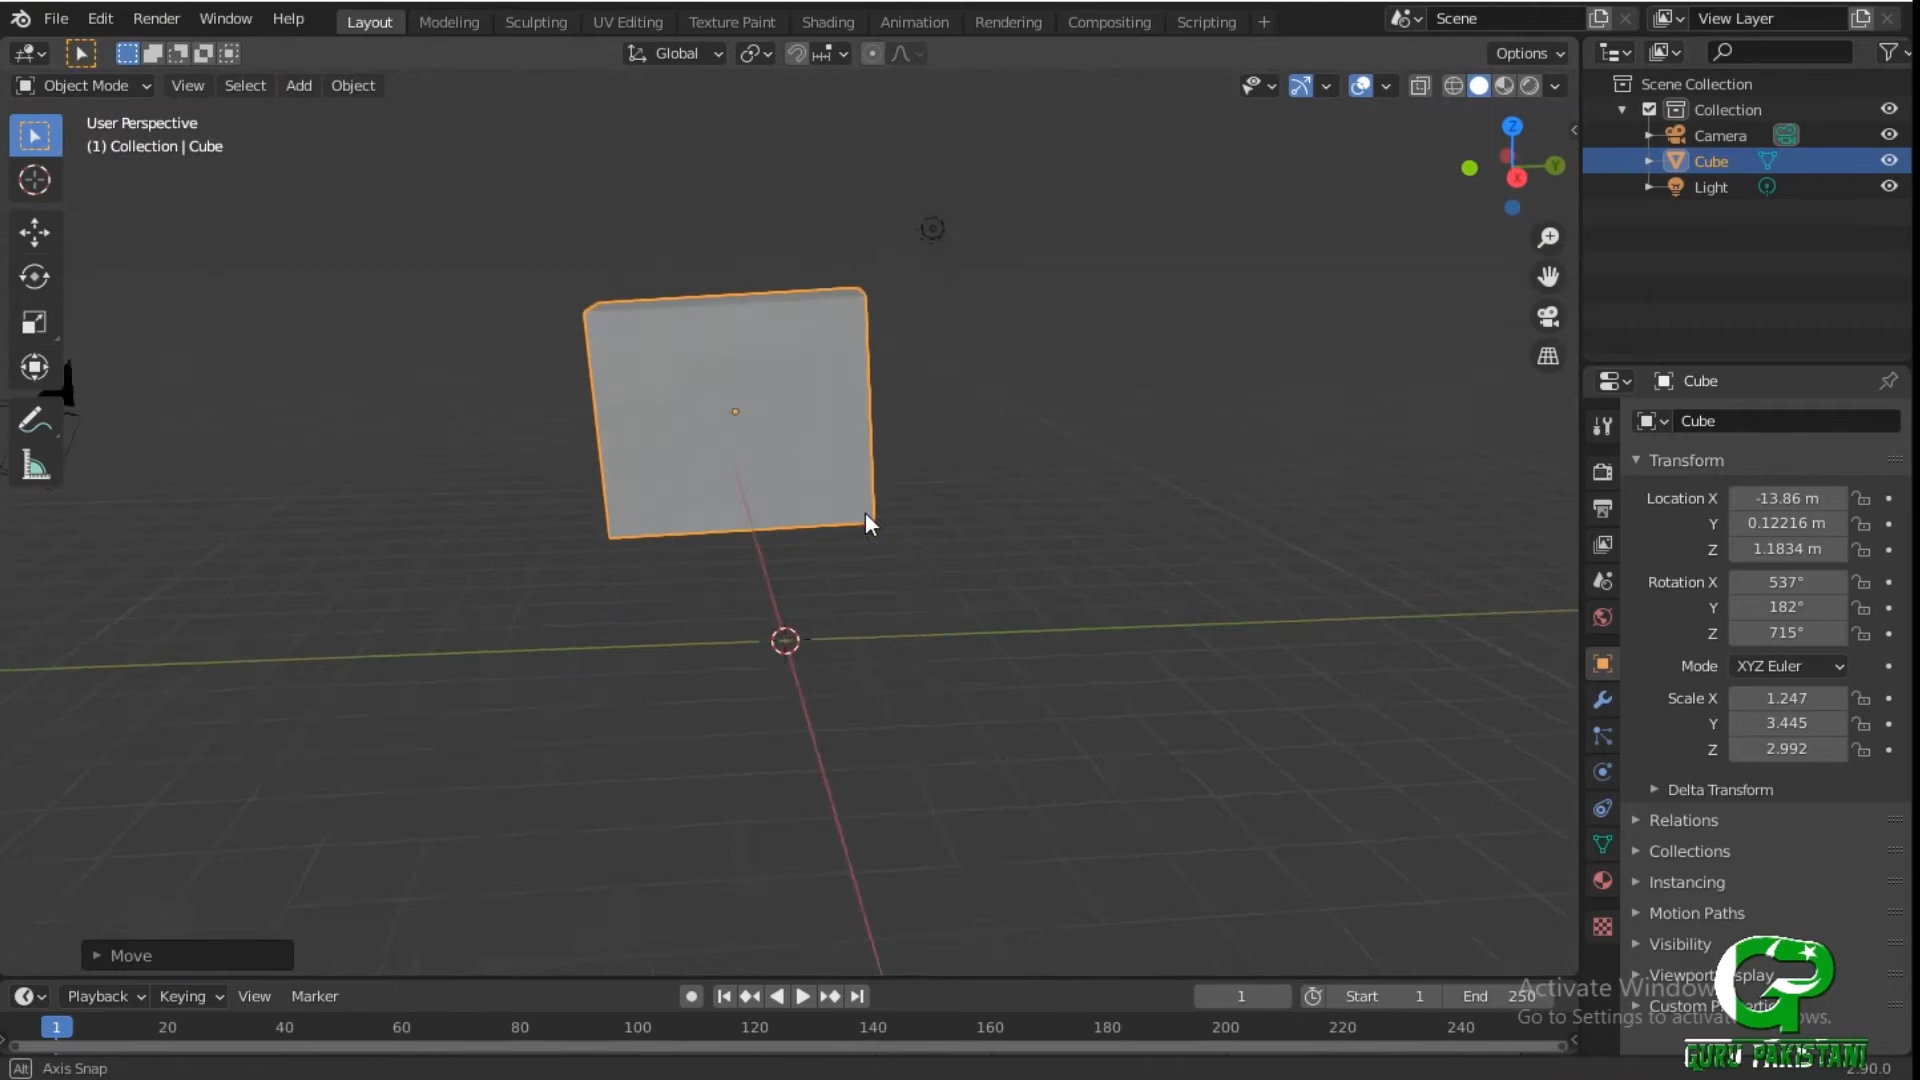 File Edit Render Window Help Layout Modeling Sculpting UV Editing Texture Paint Shading Animation Rendering Compositing Scripting + Scene View Layer
Global Options
Object Mode View Select Add Object
User Perspective
(1) Collection | Cube
Z
Y
X
Scene Collection
Collection
Camera
Cube
Light
Cube
Cube
Transform
Location X -13.86 m
Y 0.12216 m
Z 1.1834 m
Rotation X 537°
Y 182°
Z 715°
Mode XYZ Euler
Scale X 1.247
Y 3.445
Z 2.992
Delta Transform
Relations
Collections
Instancing
Motion Paths
Visibility
Viewport Display
Move
Playback Keying View Marker 1 Start 1 End 250
1 20 40 60 80 100 120 140 160 180 200 220 240
Go to Settings to activate Windows.
GP
GURU PAKISTANI
Alt Axis Snap
2.90.0